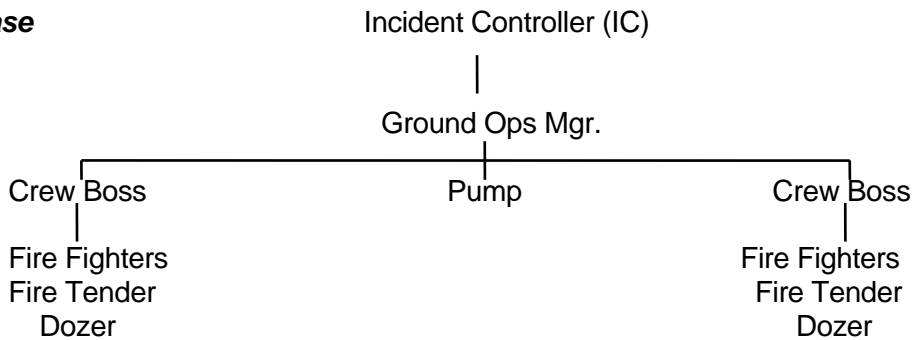 Incident Controller (IC)
Ground Ops Mgr.
Crew Boss Pump Crew Boss
Fire Fighters Fire Fighters
Fire Tender Fire Tender
Dozer Dozer